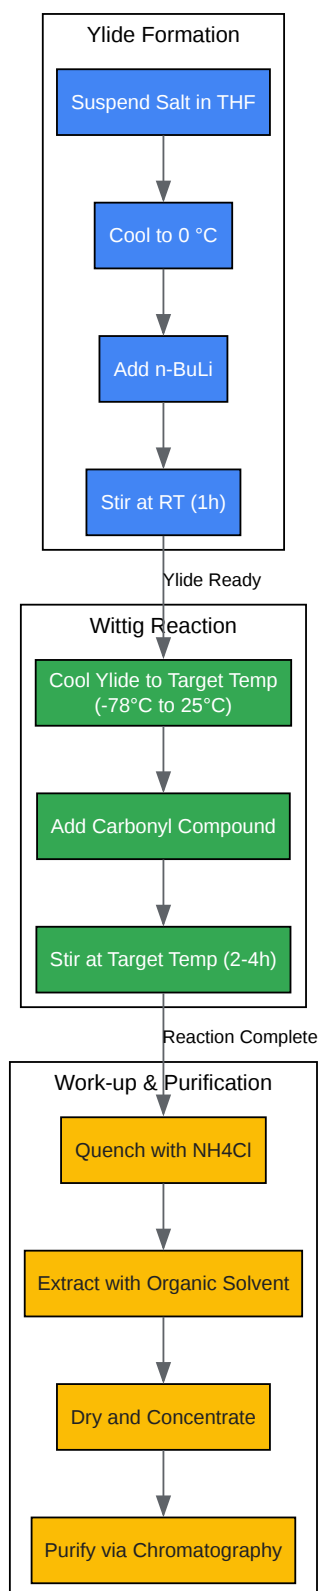 Ylide Formation
Suspend Salt in THF
Cool to 0 °C
Add n-BuLi
Stir at RT (1h)
Ylide Ready
Wittig Reaction
Cool Ylide to Target Temp
(-78°C to 25°C)
Add Carbonyl Compound
Stir at Target Temp (2-4h)
Reaction Complete
Work-up & Purification
Quench with NH4Cl
Extract with Organic Solvent
Dry and Concentrate
Purify via Chromatography